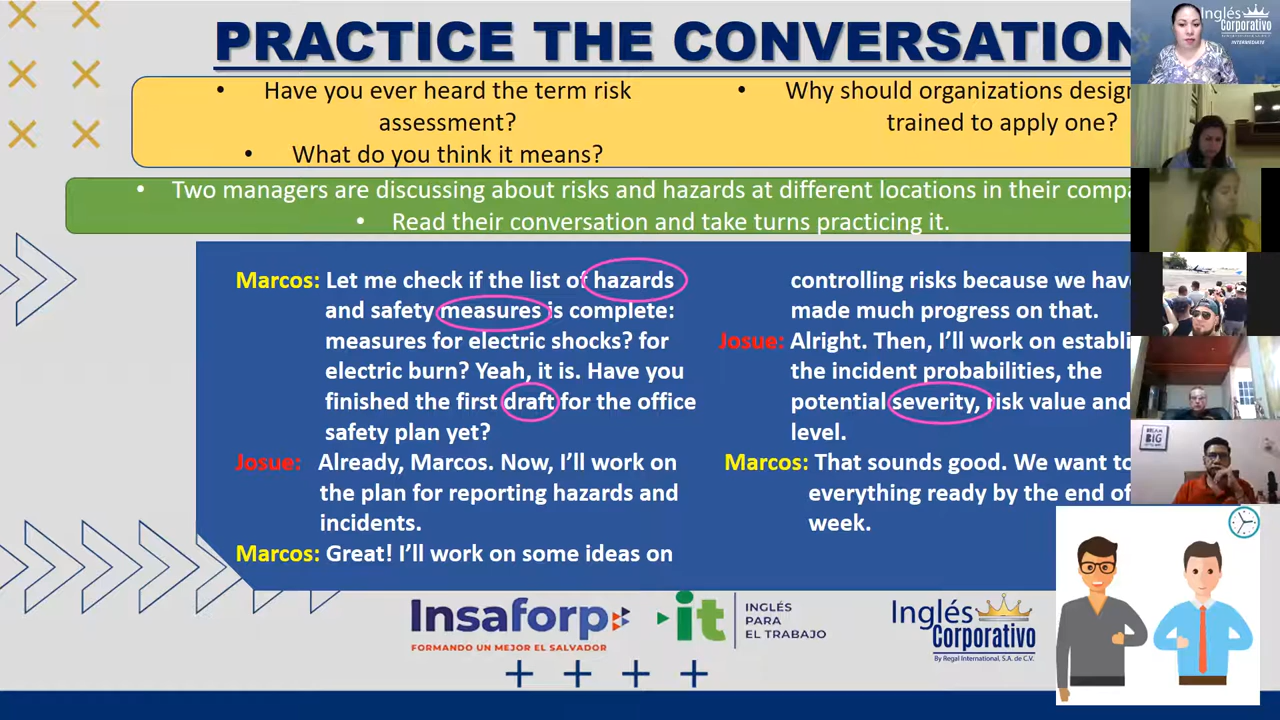 PRACTICE THE CONVERSATION
• Have you ever heard the term risk
assessment?
• What do you think it means?
• Why should organizations
trained to apply one?
• Two managers are discussing about risks and hazards at different locations in their
• Read their conversation and take turns practicing it.
Marcos: Let me check if the list of hazards
and safety measures is complete:
measures for electric shocks? for
electric burn? Yeah, it is. Have you
finished the first draft for the office
safety plan yet?
Josue: Already, Marcos. Now, I’ll work on
the plan for reporting hazards and
incidents.
Marcos: Great! I’ll work on some ideas on
controlling risks because we have
made much progress on that.
Josue: Alright. Then, I’ll work on
the incident probabilities, the
potential severity, risk value and
level.
Marcos: That sounds good. We want to
everything ready by the end of
week.
Insaforp
FORMANDO UN MEJOR EL SALVADOR
it
INGLÉS
PARA
EL TRABAJO
Inglés
Corporativo
By Regal International, S.A. de C.V.
Inglés
Corporativo
INTERMEDIATE
DREAM
BIG